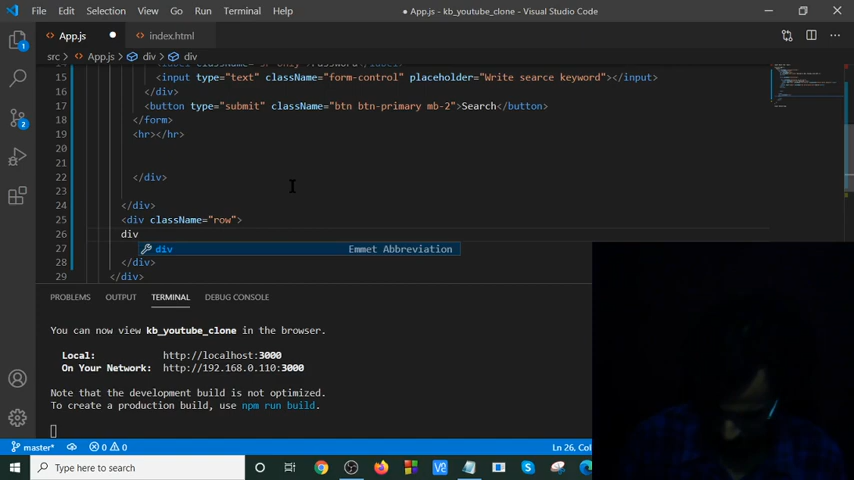 File Edit Selection View Go Run Terminal Help
● App.js - kb_youtube_clone - Visual Studio Code
App.js ● index.html
src > App.js > div > div
15 <input type="text" className="form-control" placeholder="Write searce keyword"></input>
16 </div>
17 <button type="submit" className="btn btn-primary mb-2">Search</button>
18 </form>
19 <hr></hr>
20
21
22 </div>
23
24 </div>
25 <div className="row">
26 div
div Emmet Abbreviation
27
28 </div>
29 </div>
PROBLEMS OUTPUT TERMINAL DEBUG CONSOLE
You can now view kb_youtube_clone in the browser.
Local: http://localhost:3000
On Your Network: http://192.168.0.110:3000
Note that the development build is not optimized.
To create a production build, use npm run build.
master* 0 0 Ln 26, Col
Type here to search